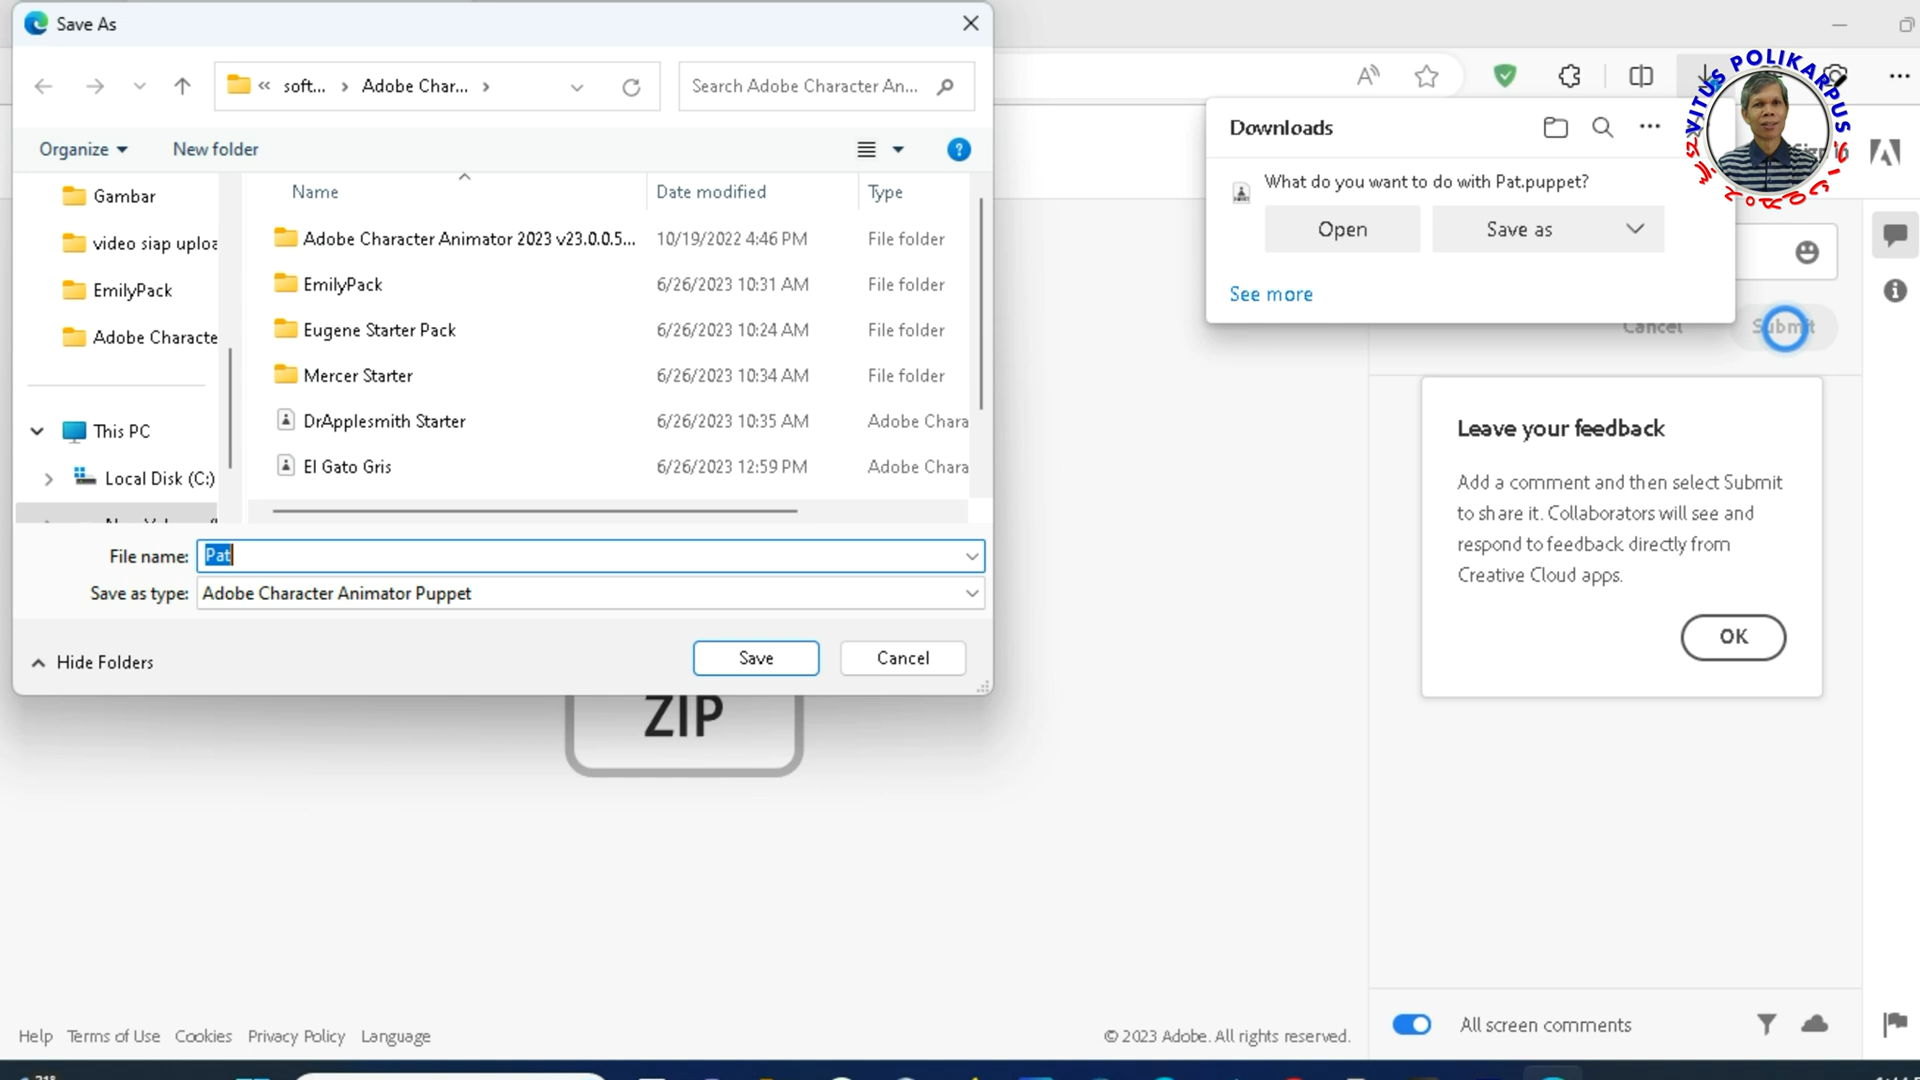 Save As
soft... > Adobe Char... >
Search Adobe Character An...
Organize
New folder
Gambar
video siap uploa
EmilyPack
Adobe Characte
This PC
Local Disk (C:)
Name
Date modified
Type
Adobe Character Animator 2023 v23.0.0.5... 10/19/2022 4:46 PM File folder
EmilyPack 6/26/2023 10:31 AM File folder
Eugene Starter Pack 6/26/2023 10:24 AM File folder
Mercer Starter 6/26/2023 10:34 AM File folder
DrApplesmith Starter 6/26/2023 10:35 AM Adobe Chara
El Gato Gris 6/26/2023 12:59 PM Adobe Chara
File name: Pat
Save as type: Adobe Character Animator Puppet
Hide Folders
Save
Cancel
ZIP
Downloads
What do you want to do with Pat.puppet?
Open
Save as
See more
VITUS POLIKARPUS
Cancel
Submit
Leave your feedback
Add a comment and then select Submit
to share it. Collaborators will see and
respond to feedback directly from
Creative Cloud apps.
OK
All screen comments
Help Terms of Use Cookies Privacy Policy Language
© 2023 Adobe. All rights reserved.